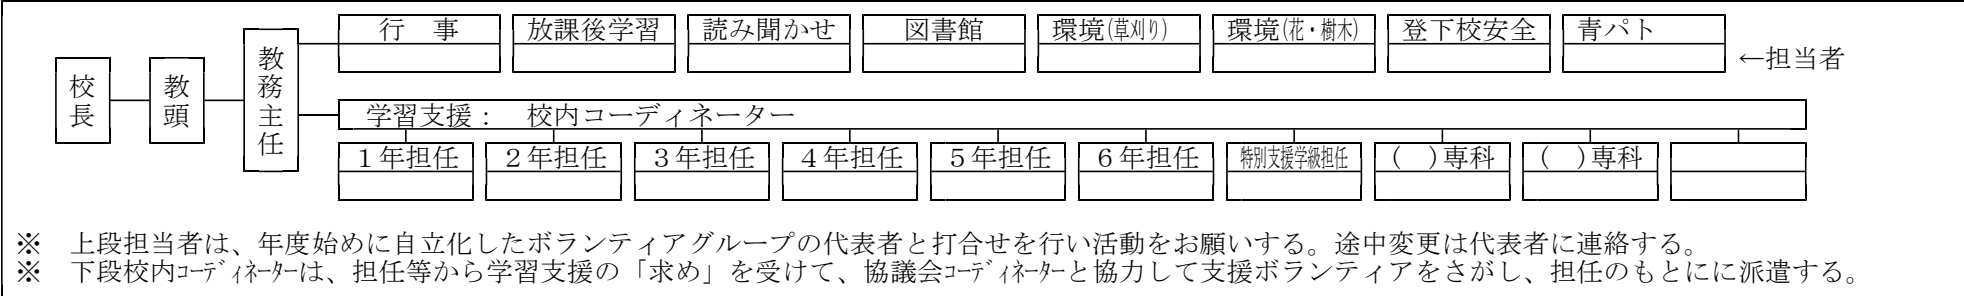 校長
教頭
教務主任
行　事
放課後学習
読み聞かせ
図書館
環境(草刈り)
環境(花・樹木)
登下校安全
青パト
←担当者
学習支援：　校内コーディネーター
１年担任
２年担任
３年担任
４年担任
５年担任
６年担任
特別支援学級担任
(　)専科
(　)専科
※　上段担当者は、年度始めに自立化したボランティアグループの代表者と打合せを行い活動をお願いする。途中変更は代表者に連絡する。
※　下段校内ｺｰﾃﾞｨﾈｰﾀｰは、担任等から学習支援の「求め」を受けて、協議会ｺｰﾃﾞｨﾈｰﾀｰと協力して支援ボランティアをさがし、担任のもとにに派遣する。